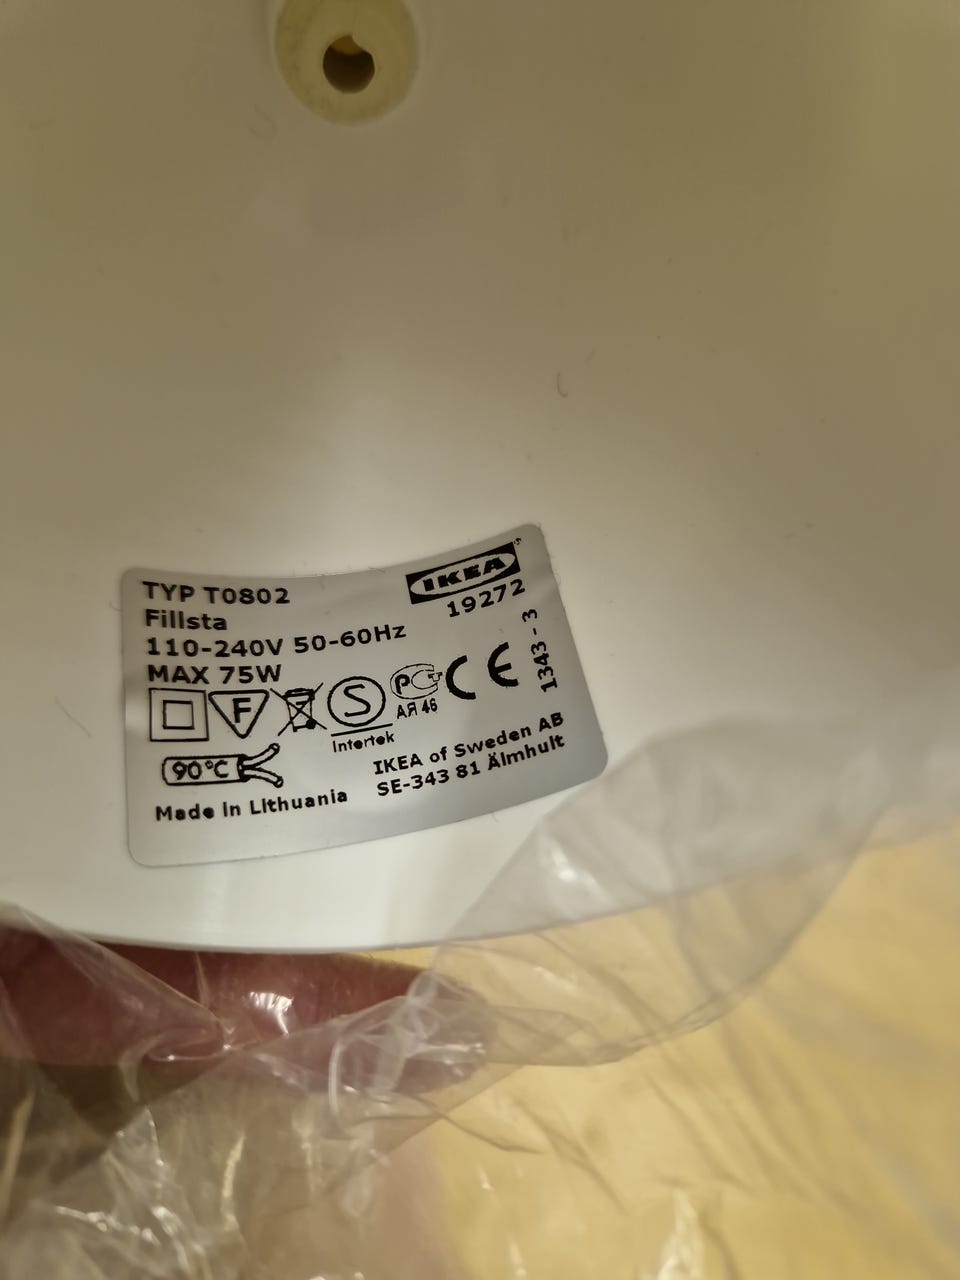 TYP T0802
Fillsta
110-240V 50-60Hz
MAX 75W
IKEA
19272
1343 - 3
F
S
Intertek
РСТ
АЯ 46
CE
90°C
IKEA of Sweden AB
SE-343 81 Älmhult
Made in Lithuania